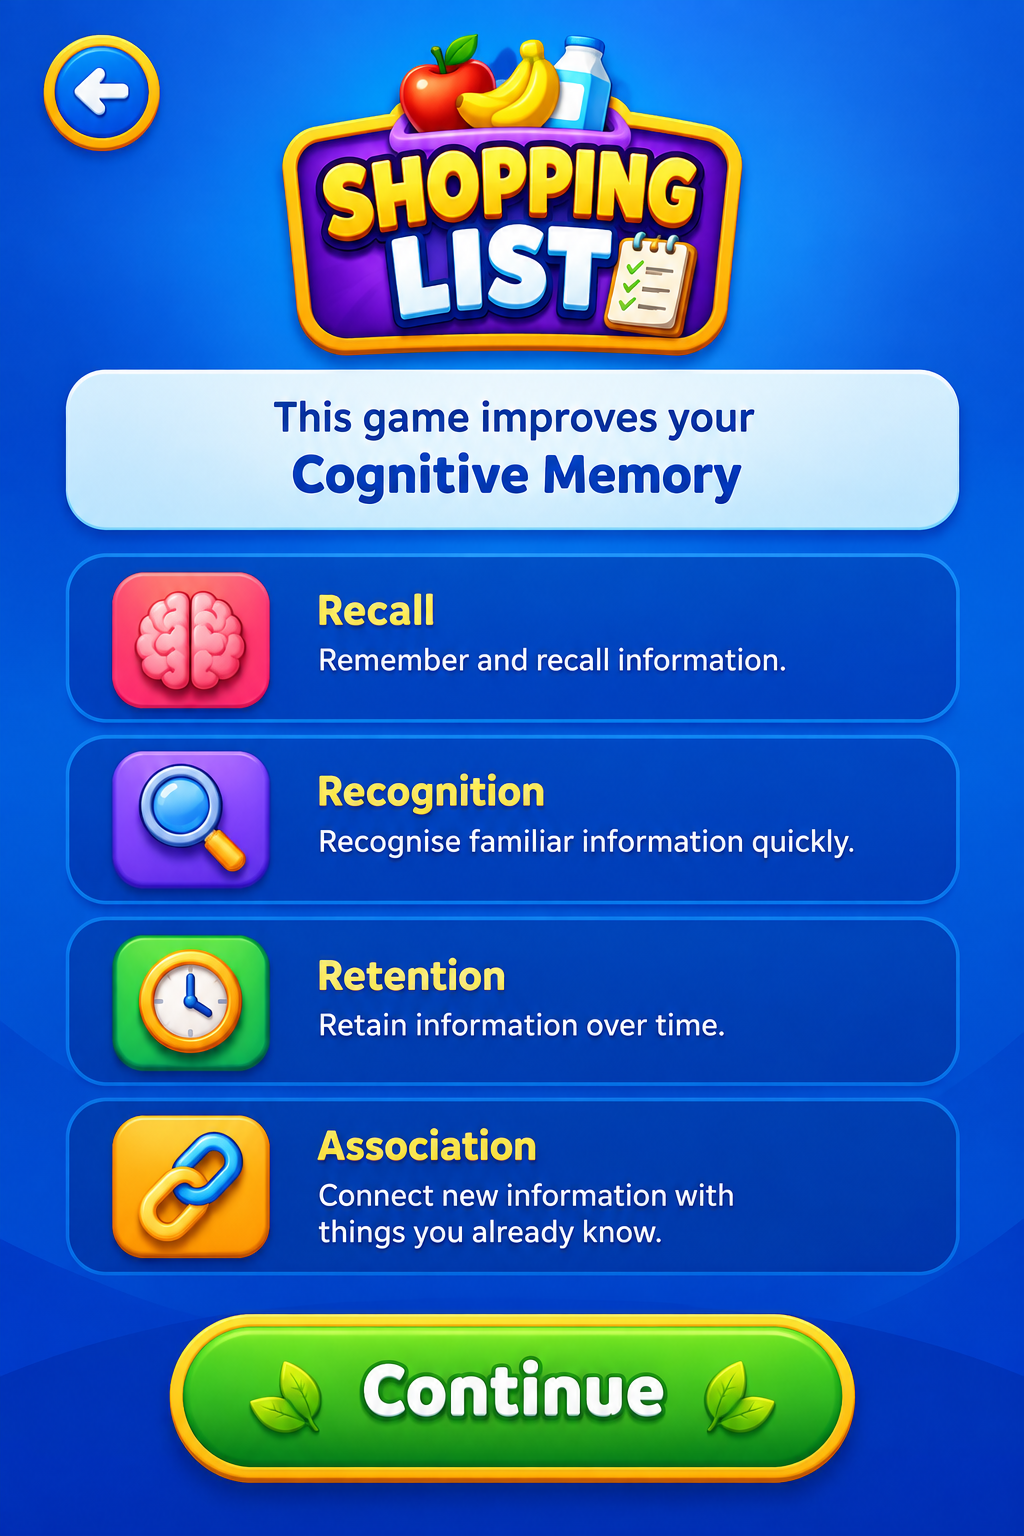 SHOPPING
LIST
This game improves your
Cognitive Memory
Recall
Remember and recall information.
Recognition
Recognise familiar information quickly.
Retention
Retain information over time.
Association
Connect new information with
things you already know.
Continue